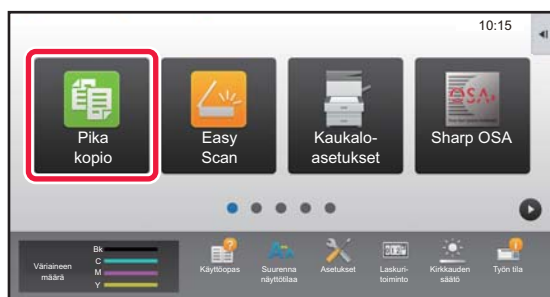 10:15
Pika
kopio
Easy
Scan
Kaukalo-
asetukset
OSA
Sharp OSA
Väriaineen
määrä
Bk
C
M
Y
Käyttöopas
Suurenna
näyttötilaa
Asetukset
Laskuri-
toiminto
Kirkkauden
säätö
Työn tila